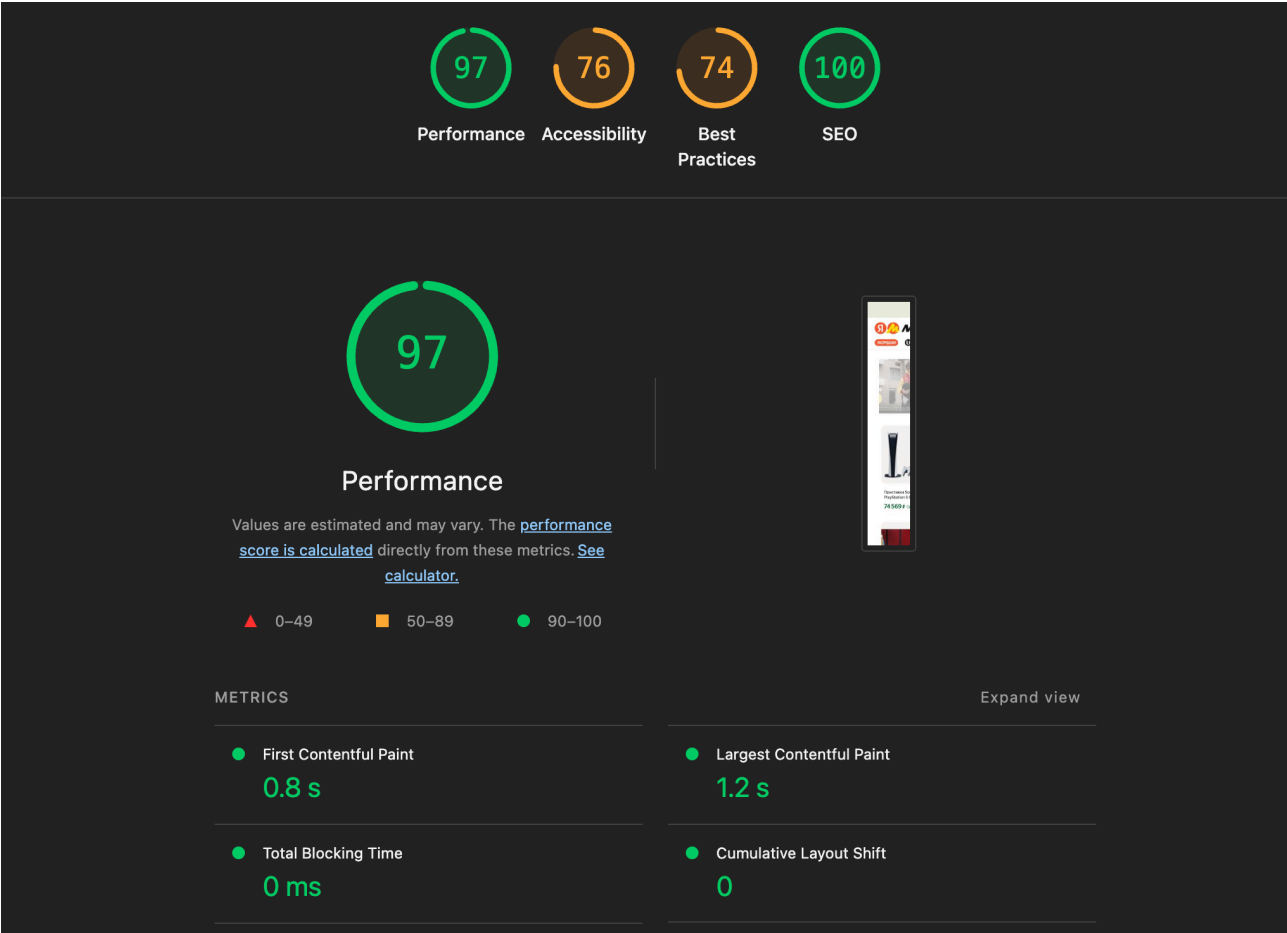 97
76
74
100
Performance
Accessibility
Best
Practices
SEO
97
Performance
Values are estimated and may vary. The performance
score is calculated directly from these metrics. See
calculator.
0–49
50–89
90–100
Я
74 569 ₽
METRICS
Expand view
First Contentful Paint
0.8 s
Largest Contentful Paint
1.2 s
Total Blocking Time
0 ms
Cumulative Layout Shift
0